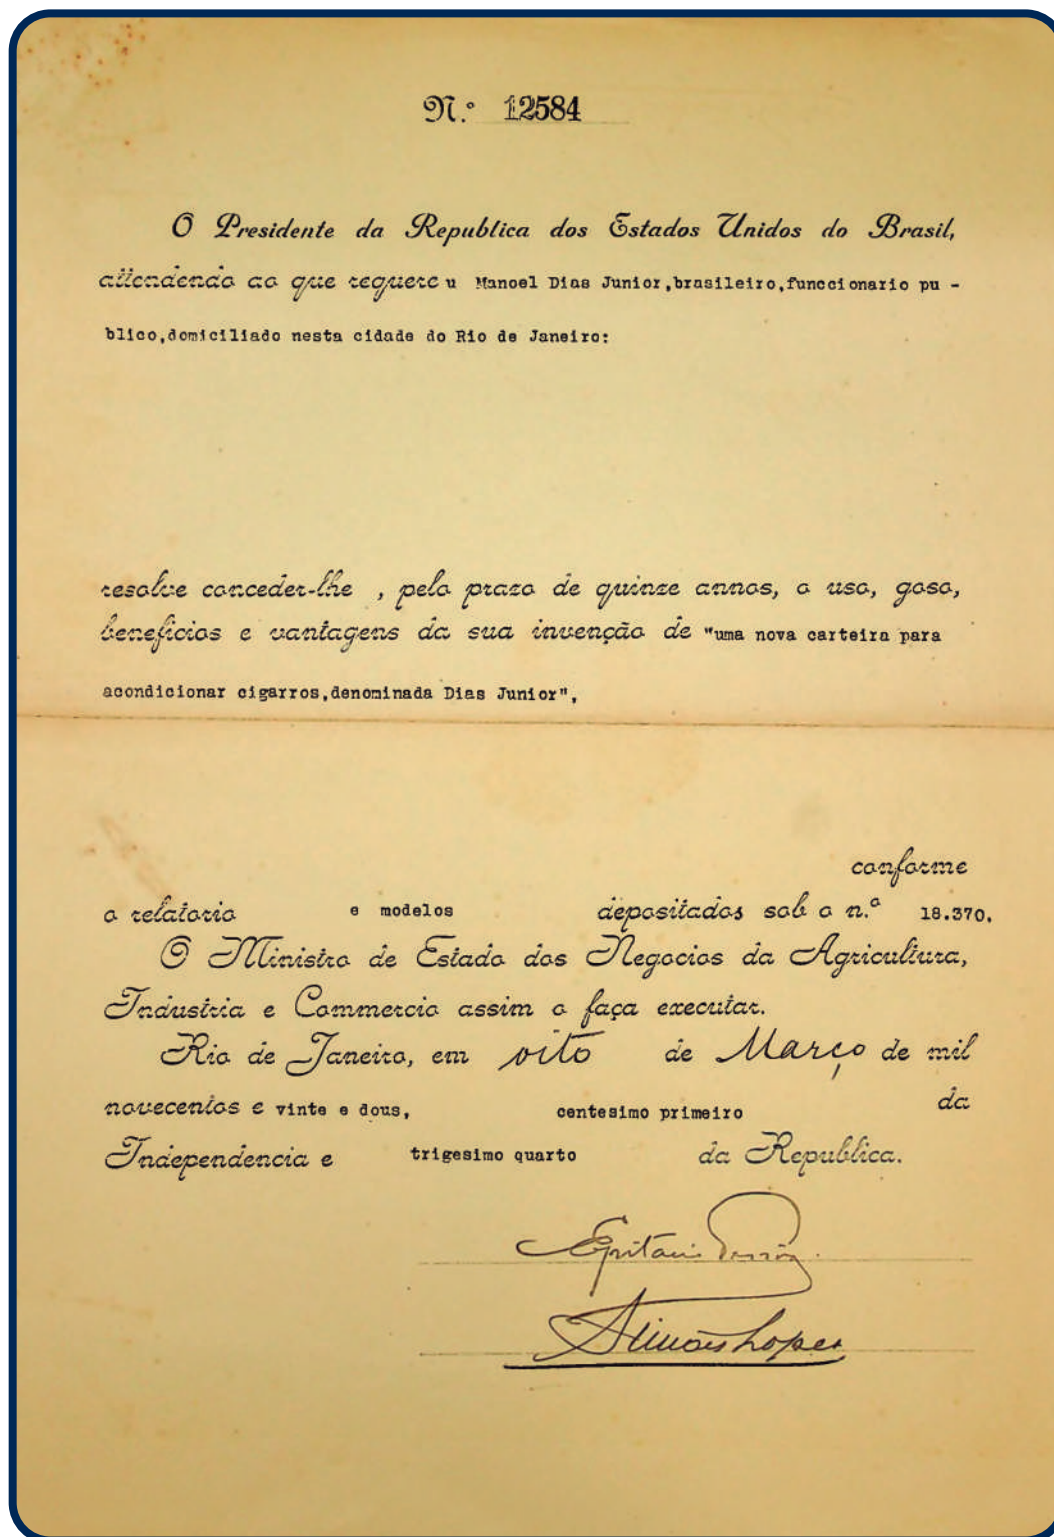 N.º 12584
O Presidente da Republica dos Estados Unidos do Brasil,
attendendo ao que requereu Manoel Dias Junior,brasileiro,funccionario pu -
blico,domiciliado nesta cidade do Rio de Janeiro:
resolve conceder-lhe , pelo prazo de quinze annos, o uso, goso,
beneficios e vantagens da sua invenção de "uma nova carteira para
acondicionar cigarros,denominada Dias Junior",
conforme
o relatorio e modelos depositados sob o n.º 18.370.
O Ministro de Estado dos Negocios da Agricultura,
Industria e Commercio assim o faça executar.
Rio de Janeiro, em oito de Março de mil
novecentos e vinte e dous, centesimo primeiro da
Independencia e trigesimo quarto da Republica.
Epitacio Pessôa.
Simões Lopes